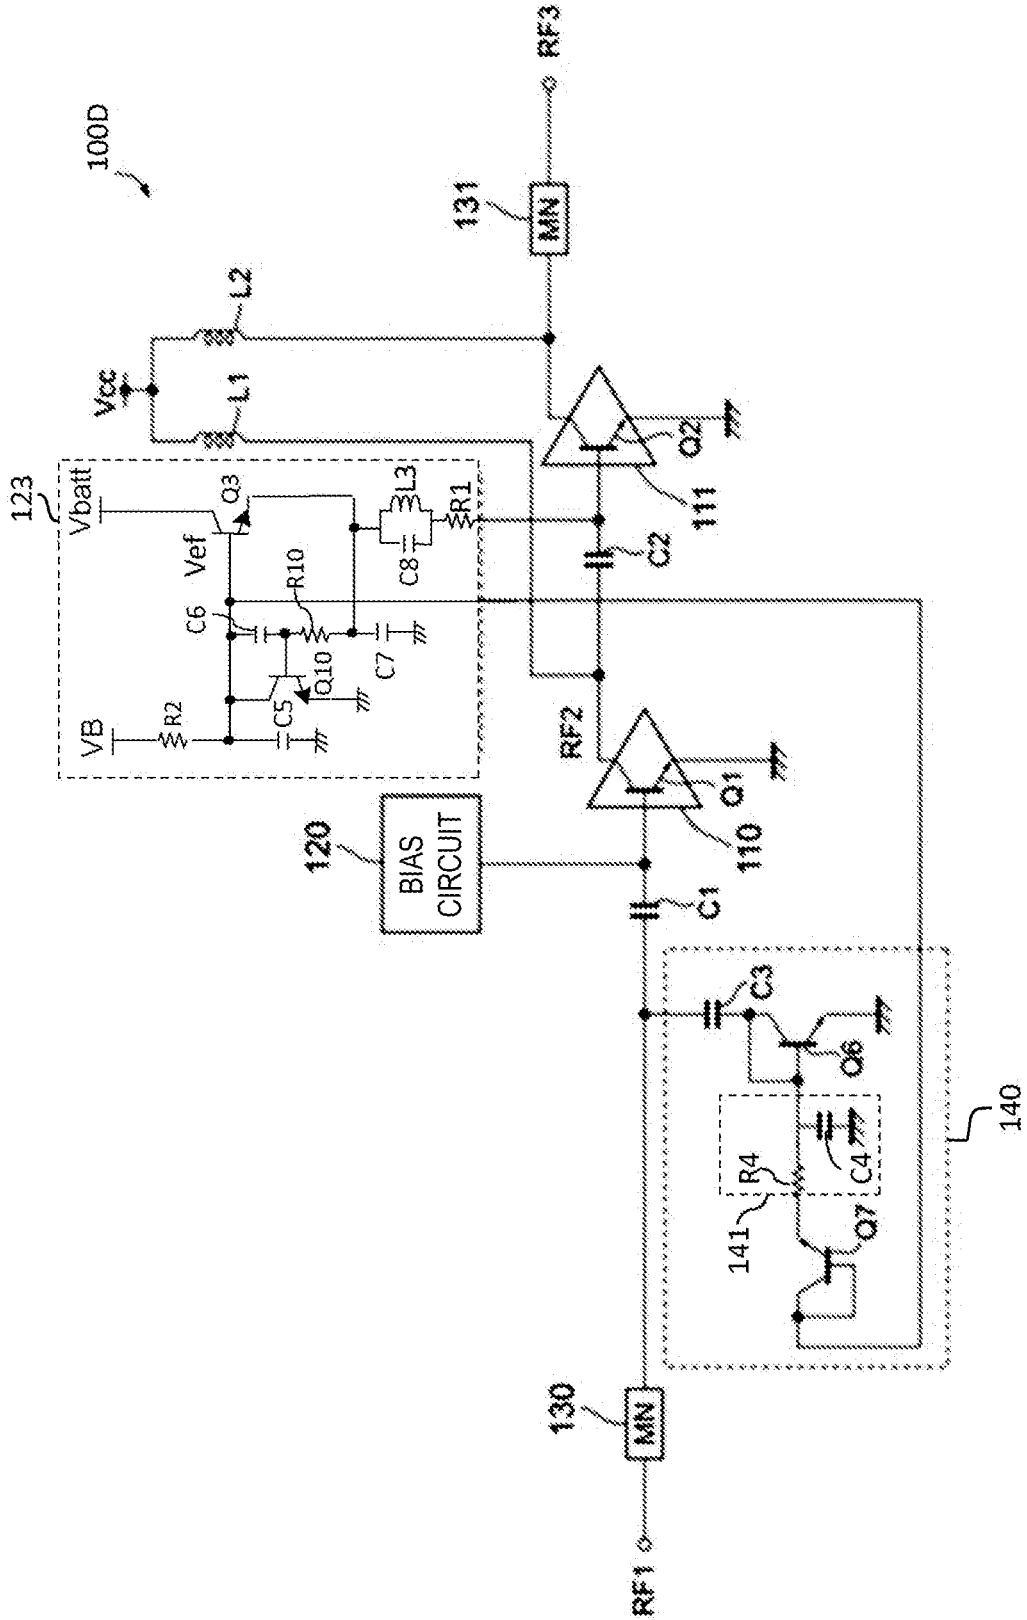 100D
123
Vbatt
Vcc
L1
L2
VB
R2
Vef
Q3
C6
R10
Q10
C5
C7
C8
L3
R1
120
BIAS
CIRCUIT
131
MN
RF3
RF2
C2
111
Q2
110
Q1
C1
130
MN
RF1
C3
Q6
R4
C4
141
Q7
140